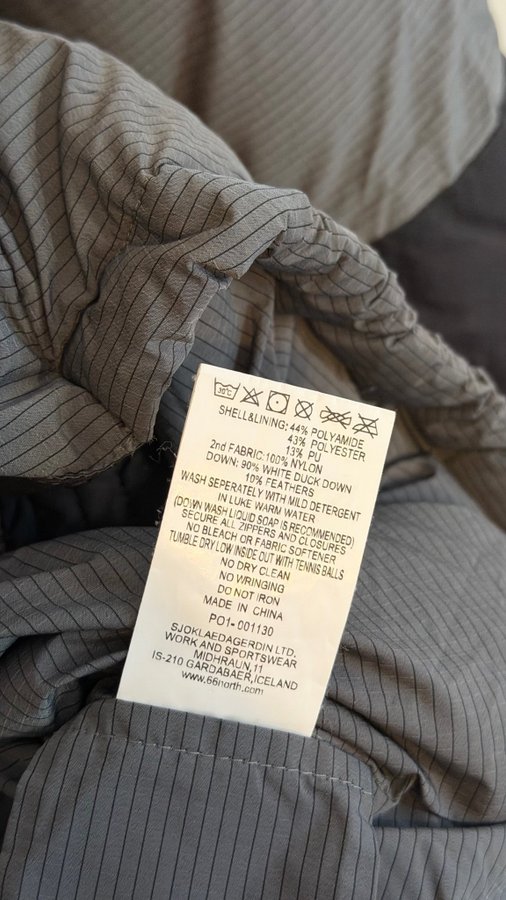 30°C
SHELL&LINING: 44% POLYAMIDE
43% POLYESTER
13% PU
2nd FABRIC:100% NYLON
DOWN: 90% WHITE DUCK DOWN
10% FEATHERS
WASH SEPERATELY WITH MILD DETERGENT
IN LUKE WARM WATER
(DOWN WASH LIQUID SOAP IS RECOMMENDED)
SECURE ALL ZIPPERS AND CLOSURES
NO BLEACH OR FABRIC SOFTENER
TUMBLE DRY LOW INSIDE OUT WITH TENNIS BALLS
NO DRY CLEAN
NO WRINGING
DO NOT IRON
MADE IN CHINA
PO1-001130
SJOKLAEDAGERDIN LTD.
WORK AND SPORTSWEAR
MIDHRAUN,11
IS-210 GARDABAER,ICELAND
www.66north.com